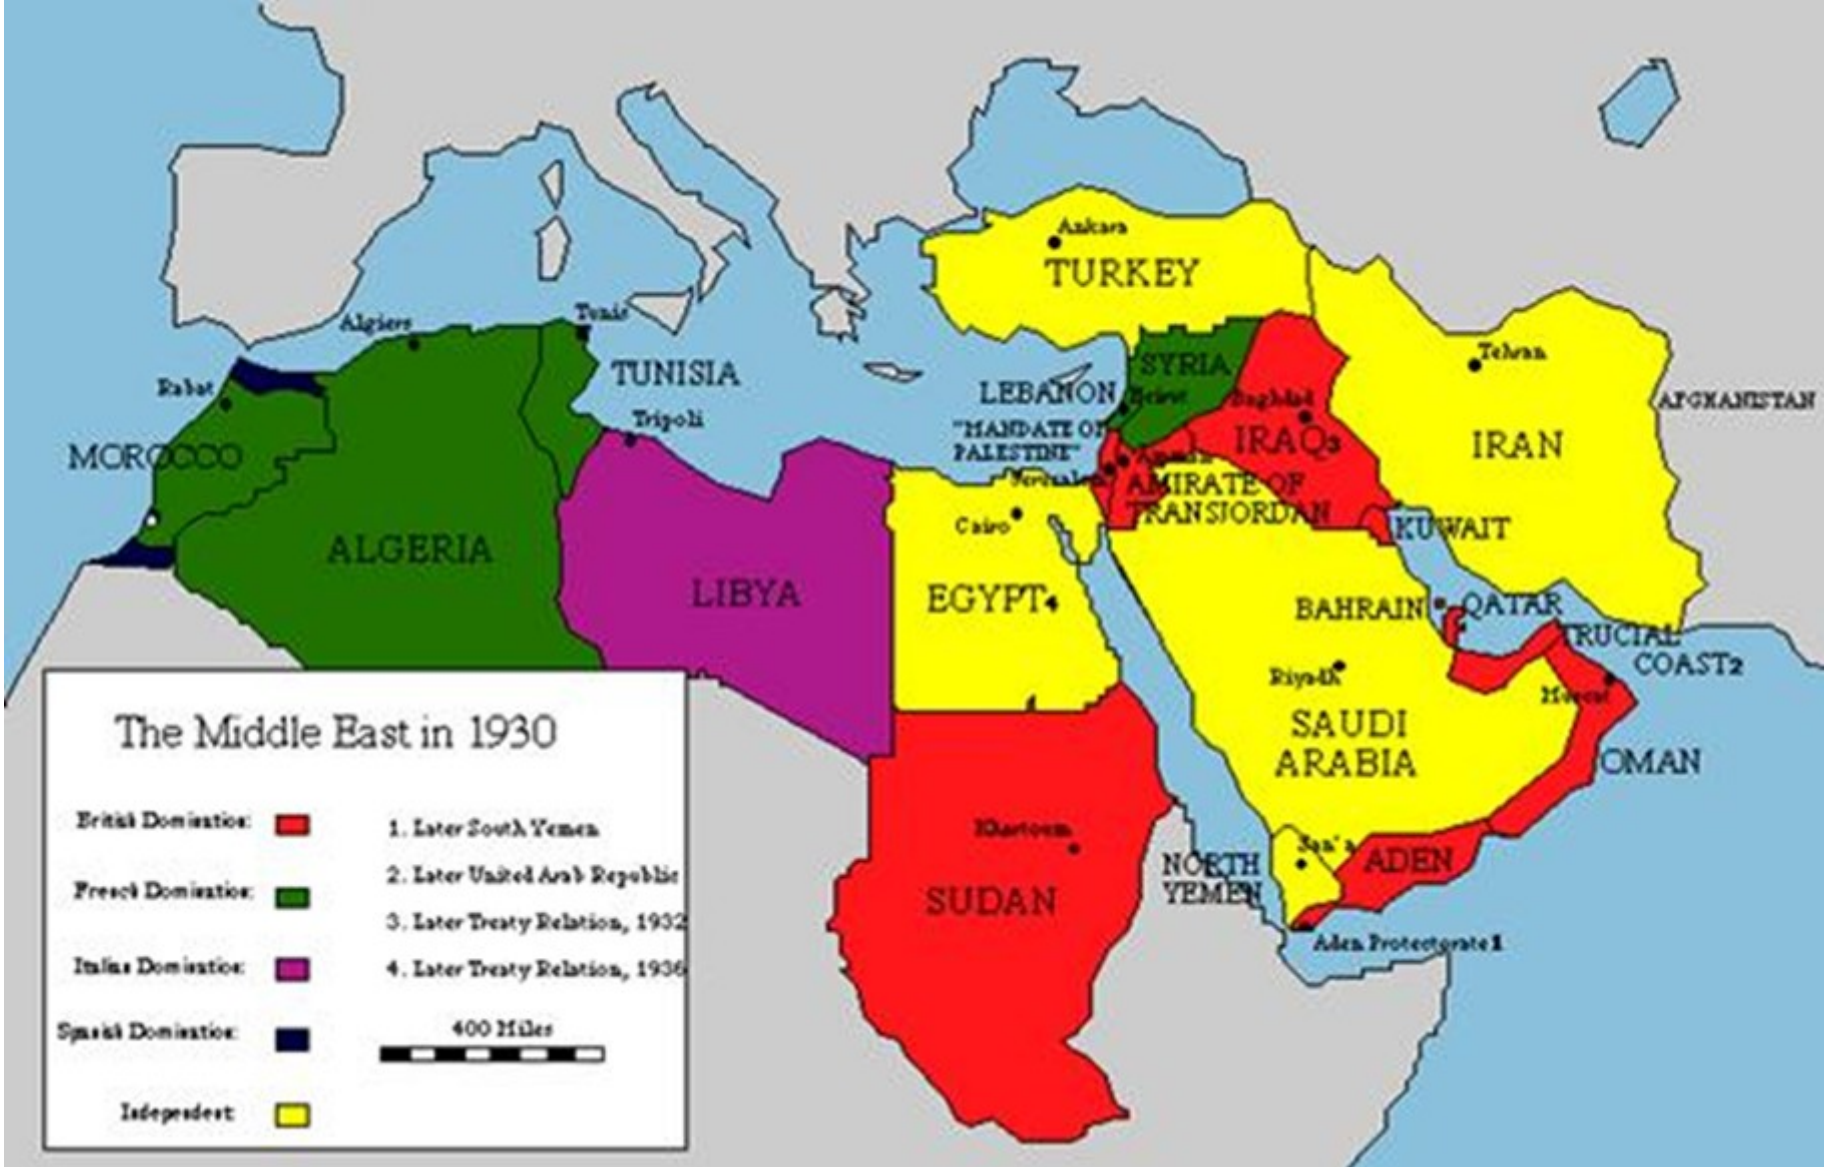 Ankara
TURKEY
Algiers
Tunis
TUNISIA
SYRIA
Tehran
Rabat
LEBANON
Beirut
AFGHANISTAN
Tripoli
Baghdad
"MANDATE OF
PALESTINE"
IRAQ3
IRAN
MOROCCO
Amman
Jerusalem
AMIRATE OF
TRANSJORDAN
Cairo
KUWAIT
ALGERIA
LIBYA
EGYPT4
BAHRAIN
QATAR
TRUCIAL
COAST2
Riyadh
Muscat
SAUDI
ARABIA
OMAN
The Middle East in 1930
British Domination:
French Domination:
Italian Domination:
Spanish Domination:
Independent
1. Later South Yemen
2. Later United Arab Republic
3. Later Treaty Relation, 1932
4. Later Treaty Relation, 1936
400 Miles
Khartoum
SUDAN
San'a
NORTH
YEMEN
ADEN
Aden Protectorate1